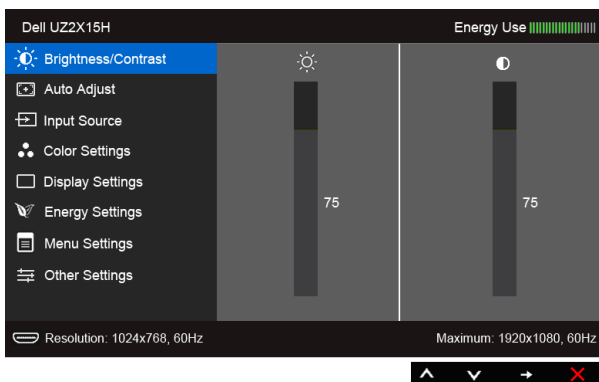 Dell UZ2X15H Energy Use
Brightness/Contrast
Auto Adjust
Input Source
Color Settings
Display Settings
Energy Settings
Menu Settings
Other Settings
75 75
Resolution: 1024x768, 60Hz Maximum: 1920x1080, 60Hz